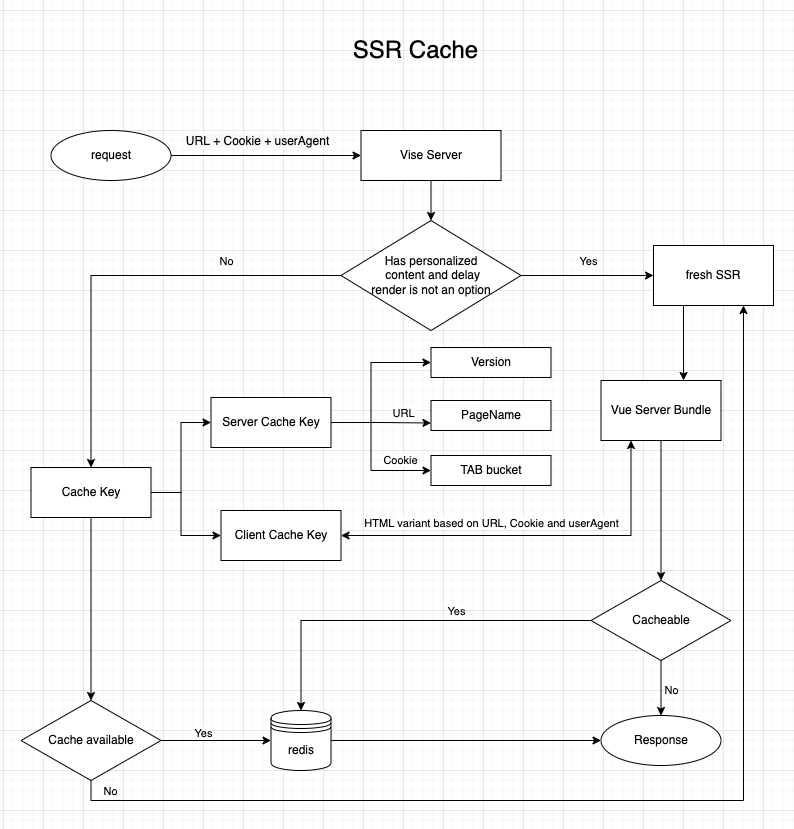 SSR Cache
request
URL + Cookie + userAgent
Vise Server
Has personalized
content and delay
render is not an option
No
Yes
fresh SSR
Version
Server Cache Key
URL
PageName
Vue Server Bundle
Cookie
TAB bucket
Cache Key
Client Cache Key
HTML variant based on URL, Cookie and userAgent
Yes
Cacheable
No
Cache available
Yes
redis
Response
No